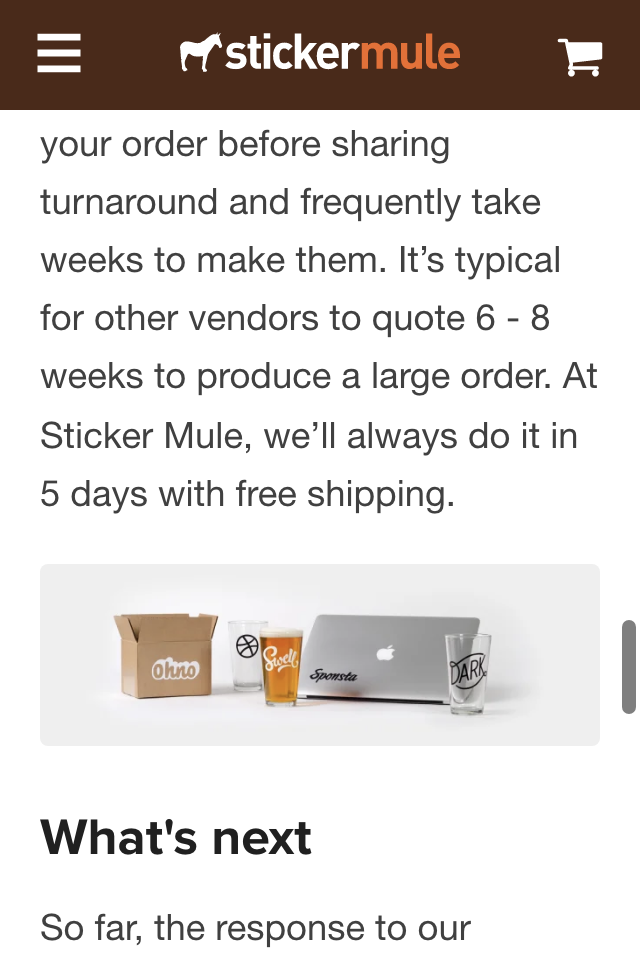 stickermule
your order before sharing
turnaround and frequently take
weeks to make them. It’s typical
for other vendors to quote 6 - 8
weeks to produce a large order. At
Sticker Mule, we’ll always do it in
5 days with free shipping.
Ohno
Swell
Sponsta
DARK
What's next
So far, the response to our